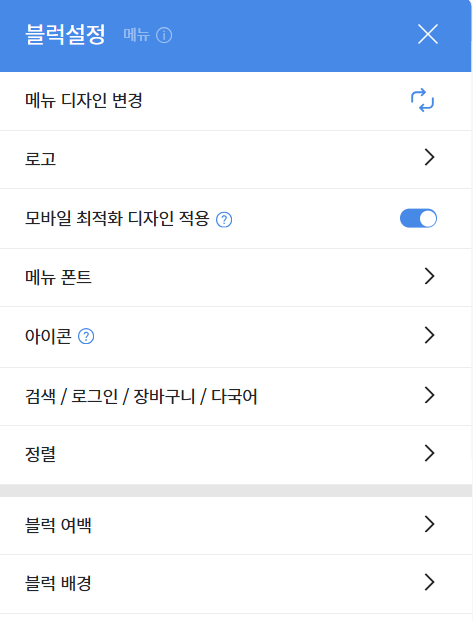 블럭설정 메뉴
메뉴 디자인 변경
로고
모바일 최적화 디자인 적용
메뉴 폰트
아이콘
검색 / 로그인 / 장바구니 / 다국어
정렬
블럭 여백
블럭 배경